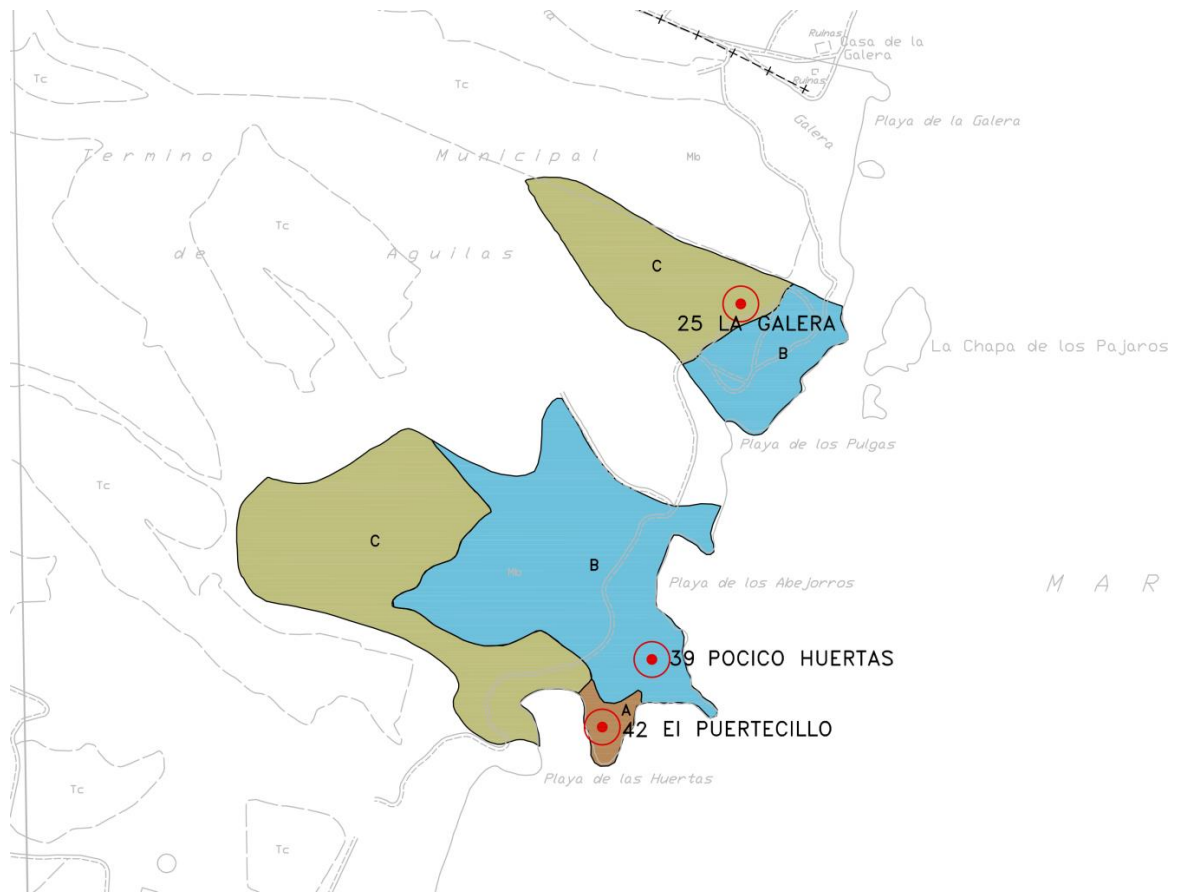 Ruinas
Casa de la
Galera
Ruinas
Tc
Tc
Playa de la Galera
Galera
Termino Municipal
Mb
Tc
de Aguilas
C
25 LA GALERA
B
La Chapa de los Pajaros
Playa de los Pulgas
Tc
C
B
Mb
Playa de los Abejorros
MAR
39 POCICO HUERTAS
A
42 El PUERTECILLO
Playa de las Huertas
Tc
Tc